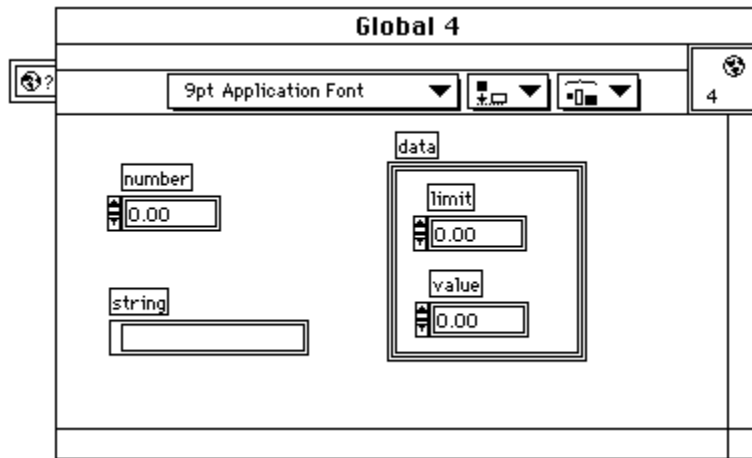 Global 4
?
9pt Application Font
4
data
number
0.00
limit
0.00
string
value
0.00